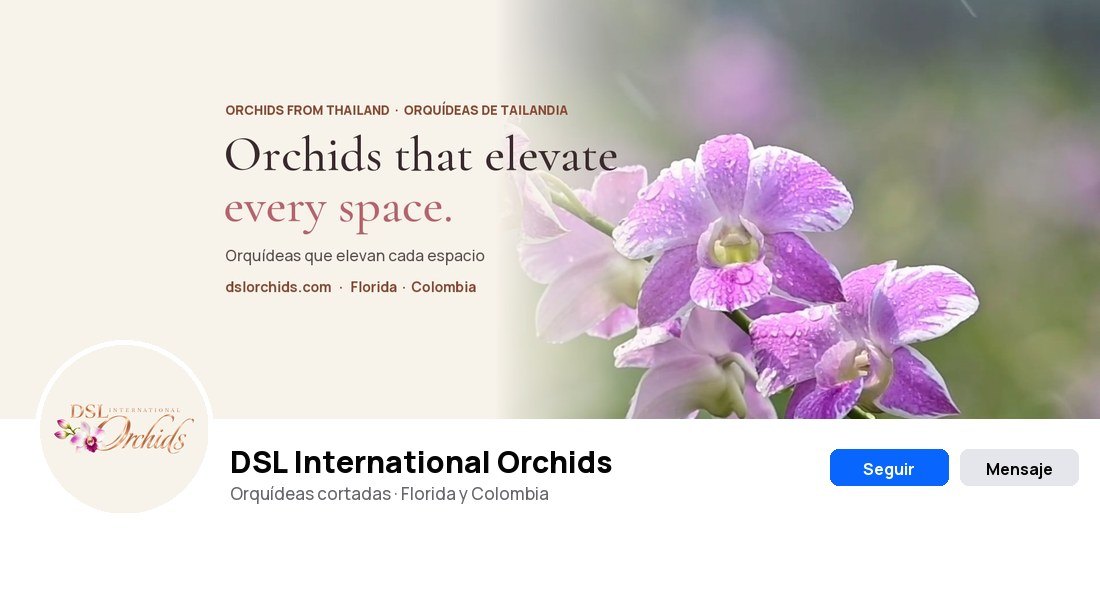 ORCHIDS FROM THAILAND · ORQUÍDEAS DE TAILANDIA
Orchids that elevate
every space.
Orquídeas que elevan cada espacio
dslorchids.com · Florida · Colombia
DSL INTERNATIONAL
Orchids
DSL International Orchids
Orquídeas cortadas · Florida y Colombia
Seguir
Mensaje